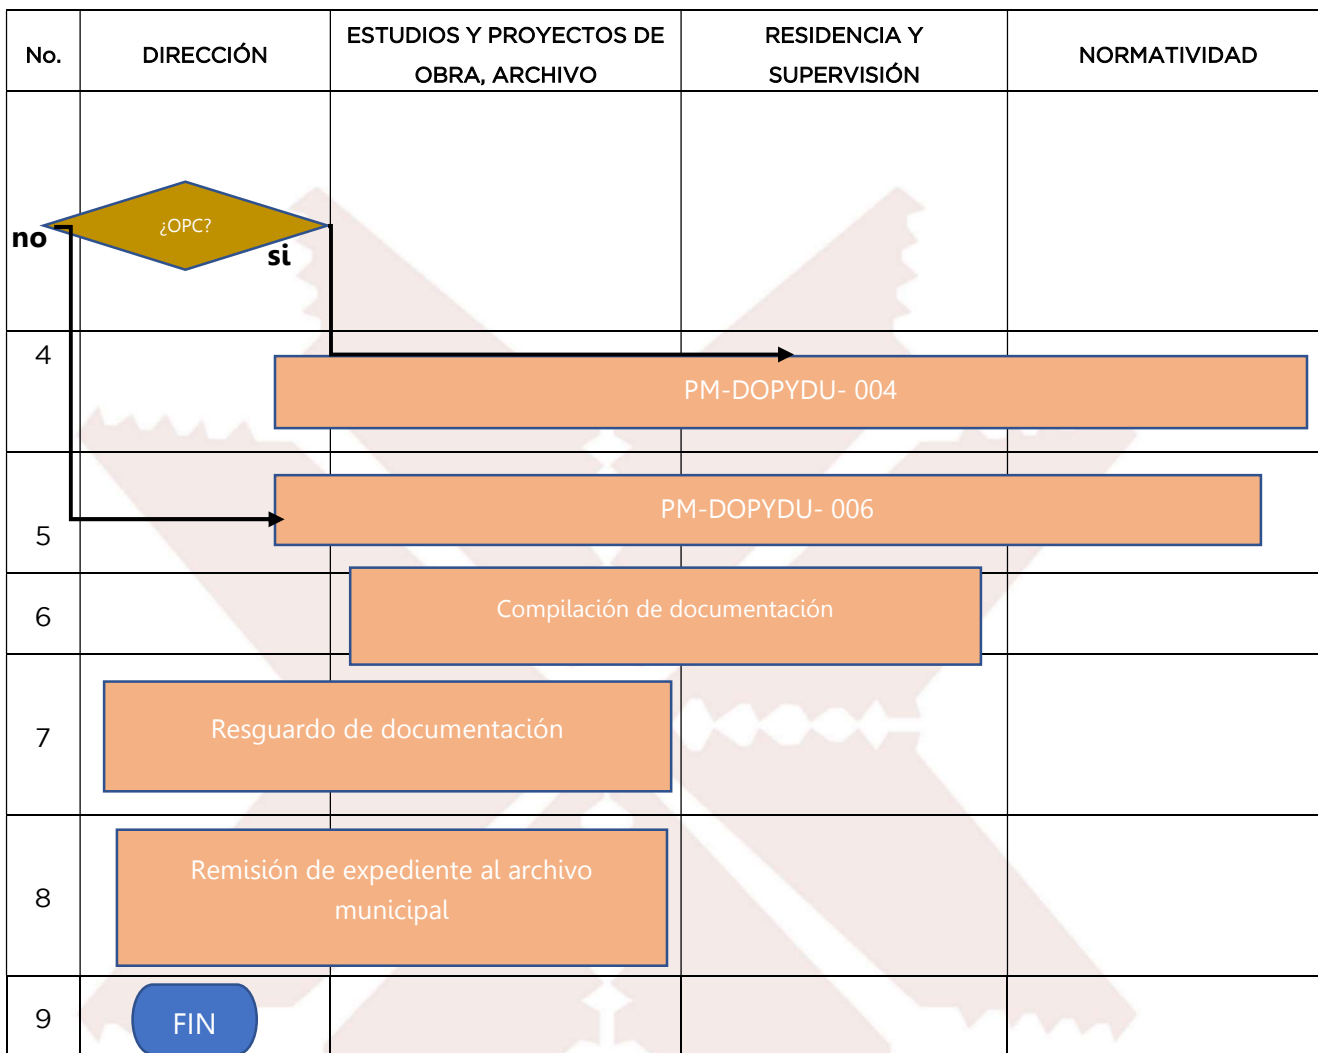 No.
DIRECCIÓN
ESTUDIOS Y PROYECTOS DE
OBRA, ARCHIVO
RESIDENCIA Y
SUPERVISIÓN
NORMATIVIDAD
¿OPC?
no
si
4
PM-DOPYDU- 004
5
PM-DOPYDU- 006
6
Compilación de documentación
7
Resguardo de documentación
8
Remisión de expediente al archivo
municipal
9
FIN